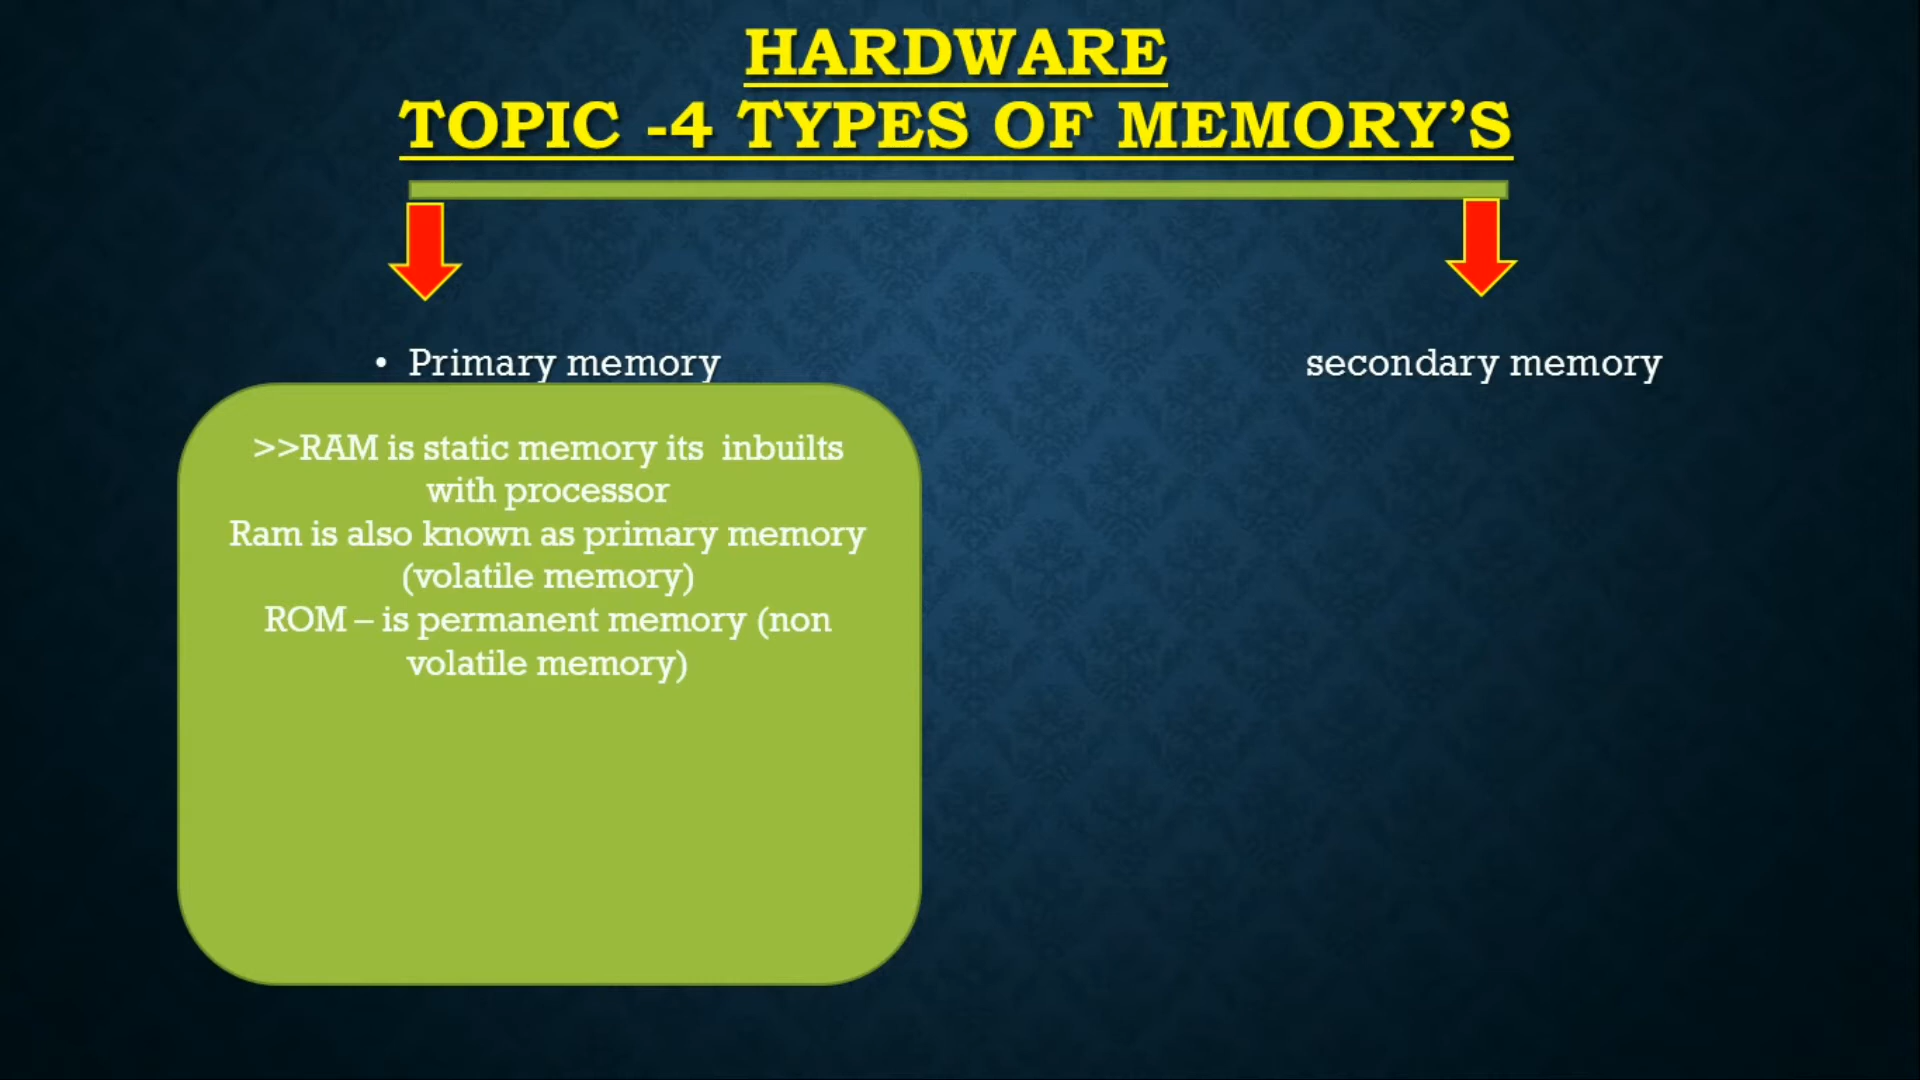 HARDWARE
TOPIC -4 TYPES OF MEMORY’S
• Primary memory
secondary memory
>>RAM is static memory its  inbuilts
with processor
Ram is also known as primary memory
(volatile memory)
ROM – is permanent memory (non
volatile memory)